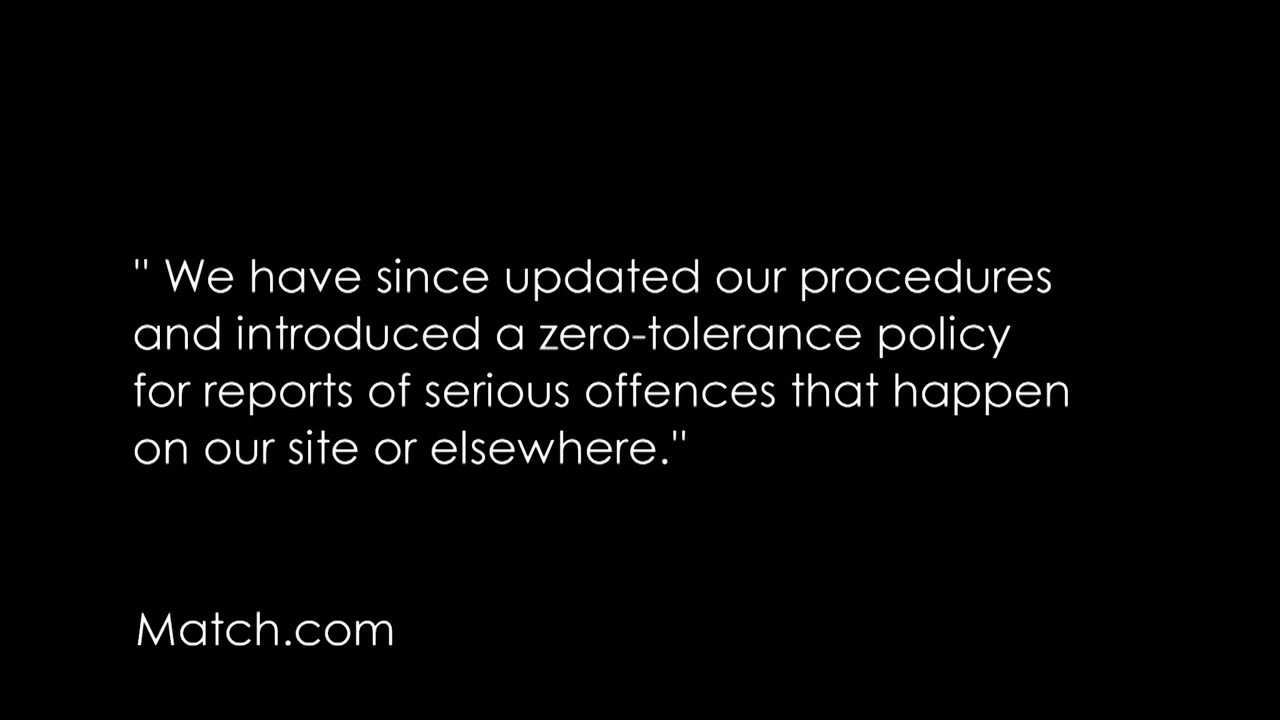 " We have since updated our procedures
and introduced a zero-tolerance policy
for reports of serious offences that happen
on our site or elsewhere."
Match.com